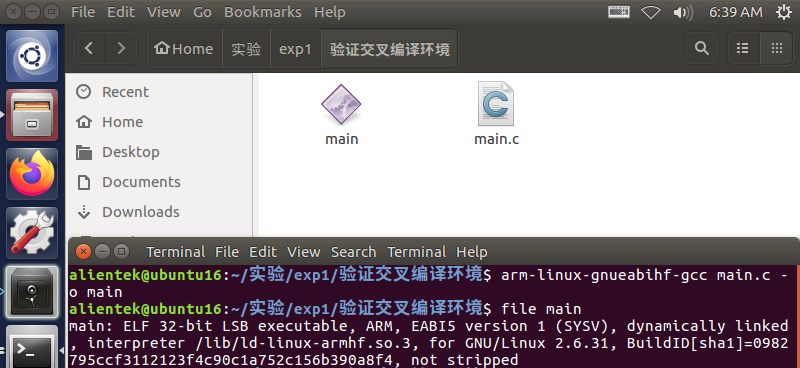 File Edit View Go Bookmarks Help 6:39 AM
Home 实验 exp1 验证交叉编译环境
Recent
Home
Desktop
Documents
Downloads
main main.c
Terminal File Edit View Search Terminal Help
alientek@ubuntu16:~/实验/exp1/验证交叉编译环境$ arm-linux-gnueabihf-gcc main.c -
o main
alientek@ubuntu16:~/实验/exp1/验证交叉编译环境$ file main
main: ELF 32-bit LSB executable, ARM, EABI5 version 1 (SYSV), dynamically linked
, interpreter /lib/ld-linux-armhf.so.3, for GNU/Linux 2.6.31, BuildID[sha1]=0982
795ccf3112123f4c90c1a752c156b390a8f4, not stripped